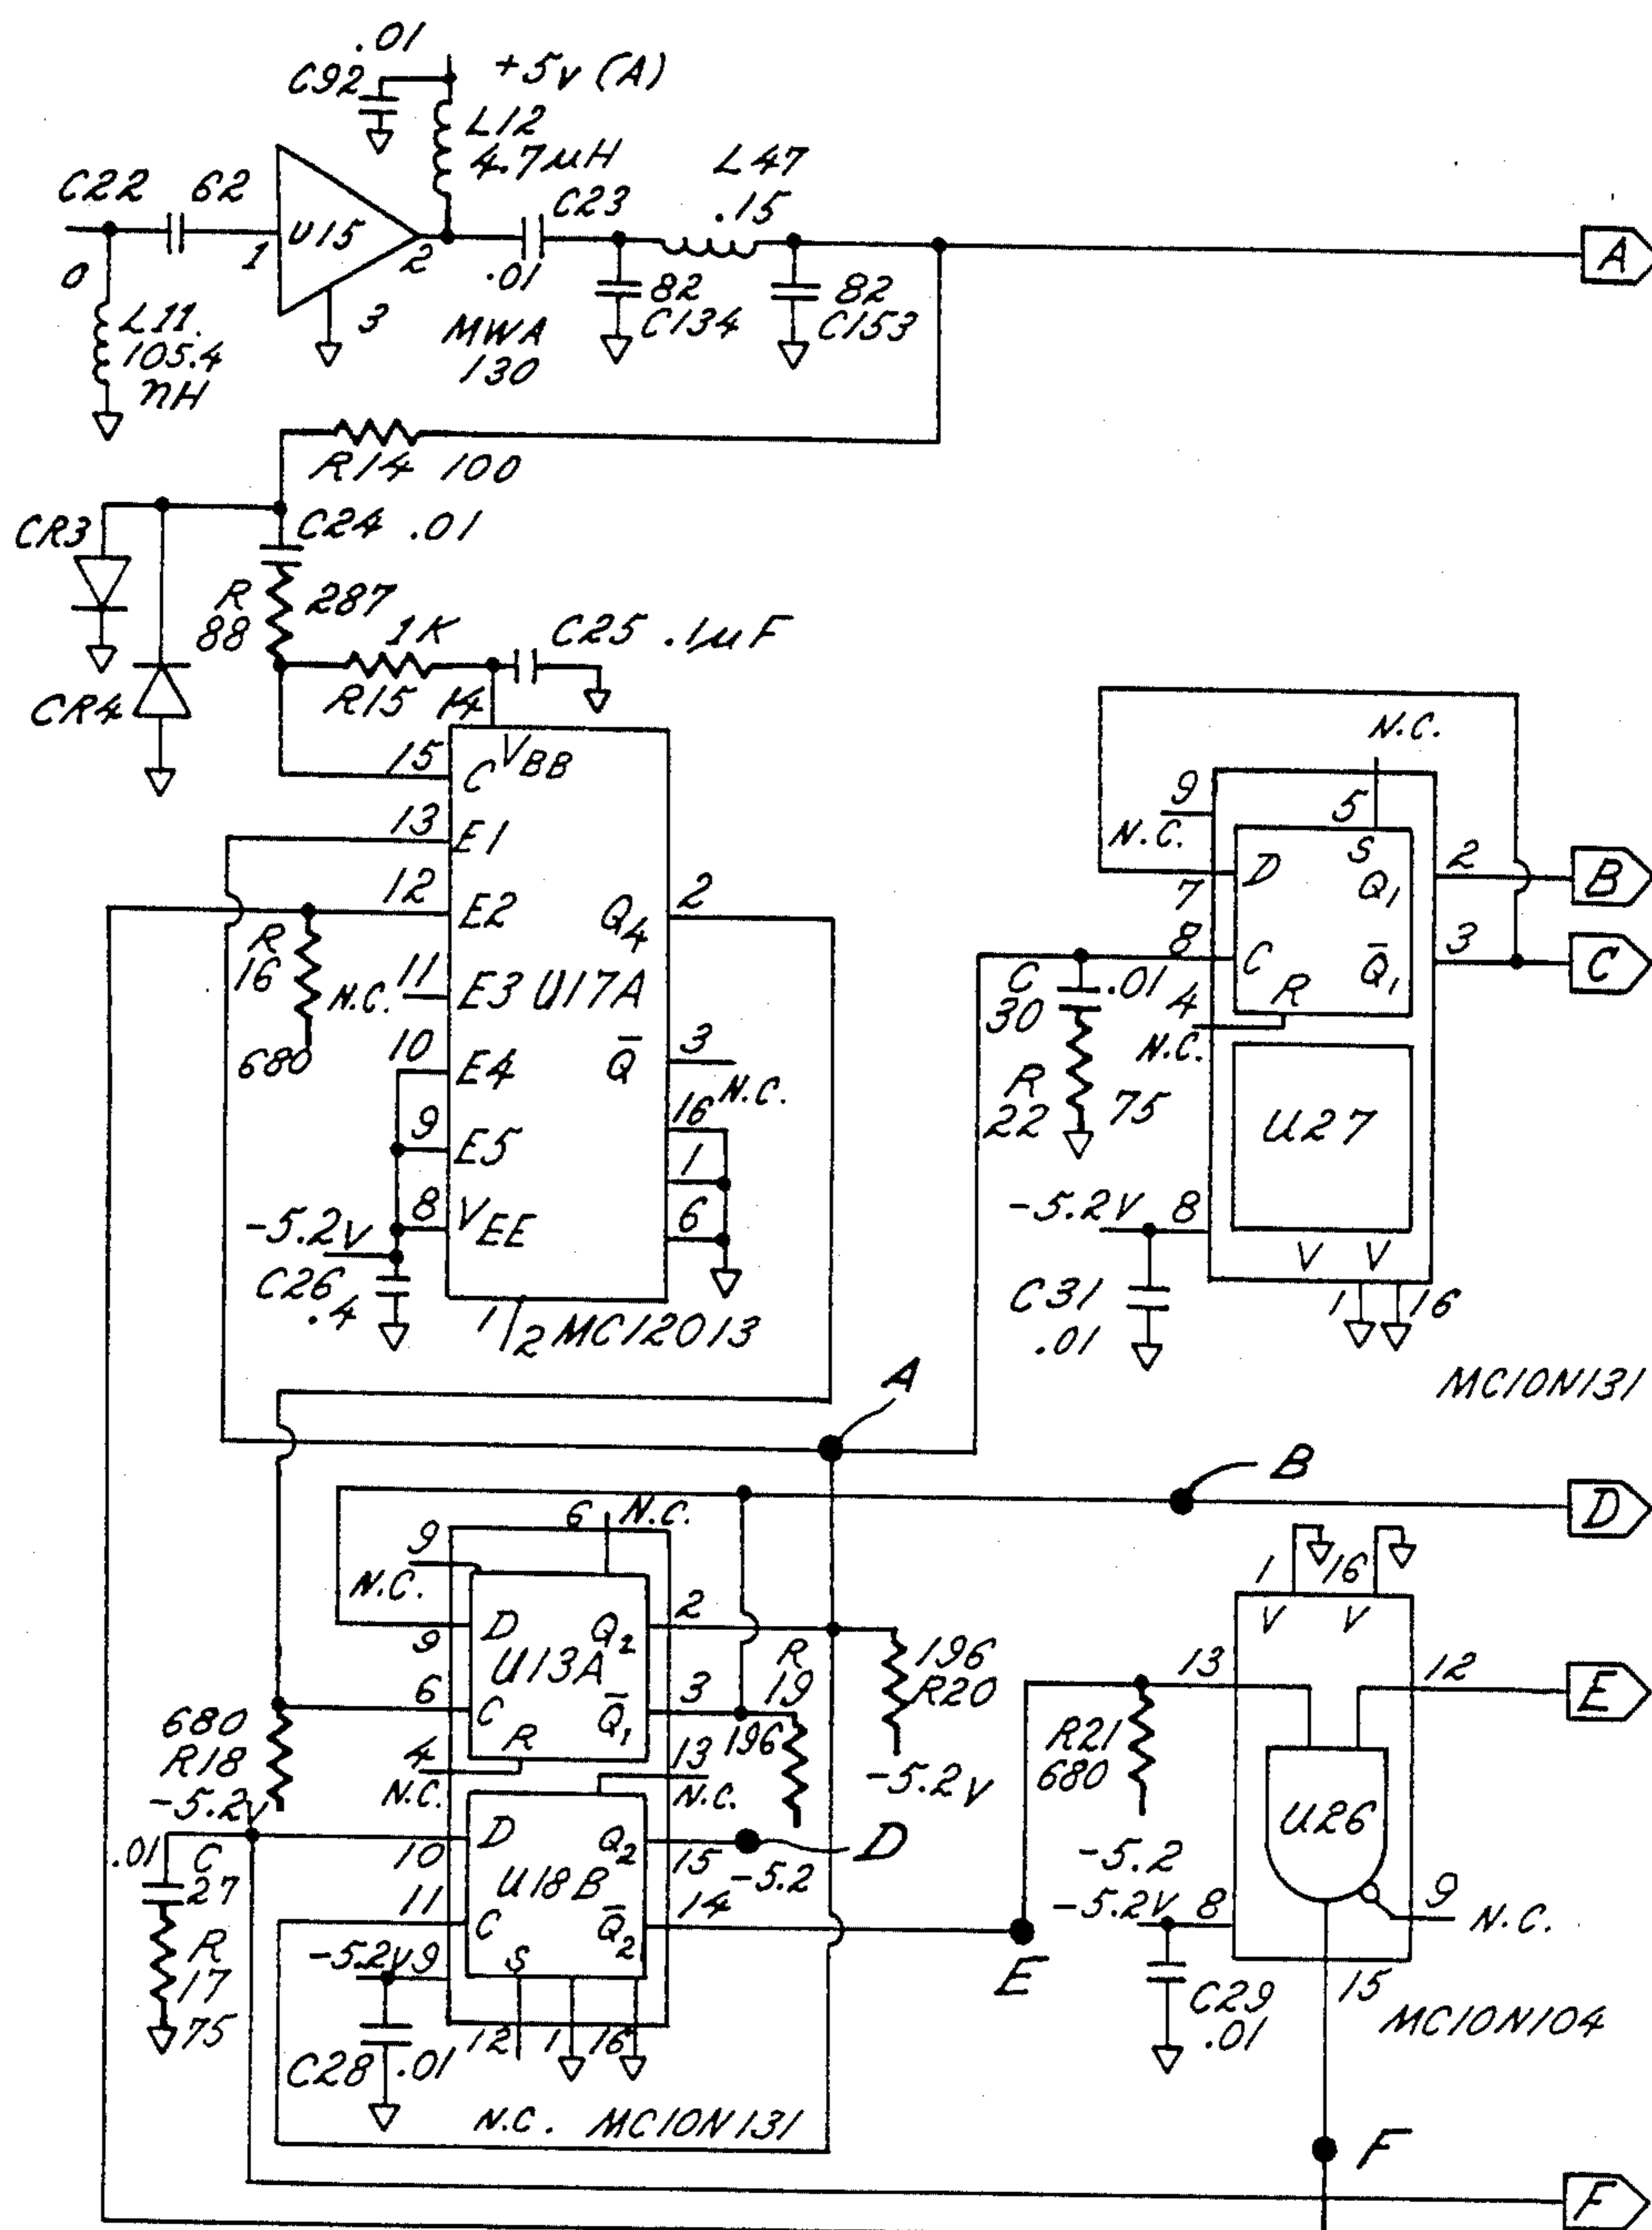 .01
C92
+5v (A)
L12
4.7µH
L47
.15
C22 62
C23
U15
1
2
.01
0
3
82
C134
82
C153
A
L11.
105.4
nH
MWA
130
R14 100
CR3
C24 .01
R
88
287
1K
C25 .1µF
CR4
R15
14
VBB
15
C
13
E1
12
E2
Q4
2
R
16
680
11
N.C.
E3
U17A
10
E4
Q̅
3
N.C.
9
E5
16
1
-5.2v
8
VEE
6
C26
.4
1/2 MC12013
N.C.
9
N.C.
5
S
D
Q1
2
B
7
8
C
Q̅1
3
C
C
30
.01
4
R
N.C.
R
22
75
U27
-5.2v
8
V V
C31
.01
1
16
MC10N131
A
B
D
6
N.C.
9
N.C.
D
Q2
2
9
U13A
R
19
196
R20
6
C
Q̅1
3
196
680
R18
-5.2v
4
R
N.C.
13
N.C.
-5.2v
.01
C
27
10
D
Q2
15
-5.2
D
U18B
11
C
Q̅2
14
E
R
17
75
-5.2v
9
S
C28
.01
12
1
16
N.C. MC10N131
1
16
V V
13
12
E
R21
680
U26
-5.2
-5.2v
8
9
N.C.
C29
.01
15
MC10N104
F
F